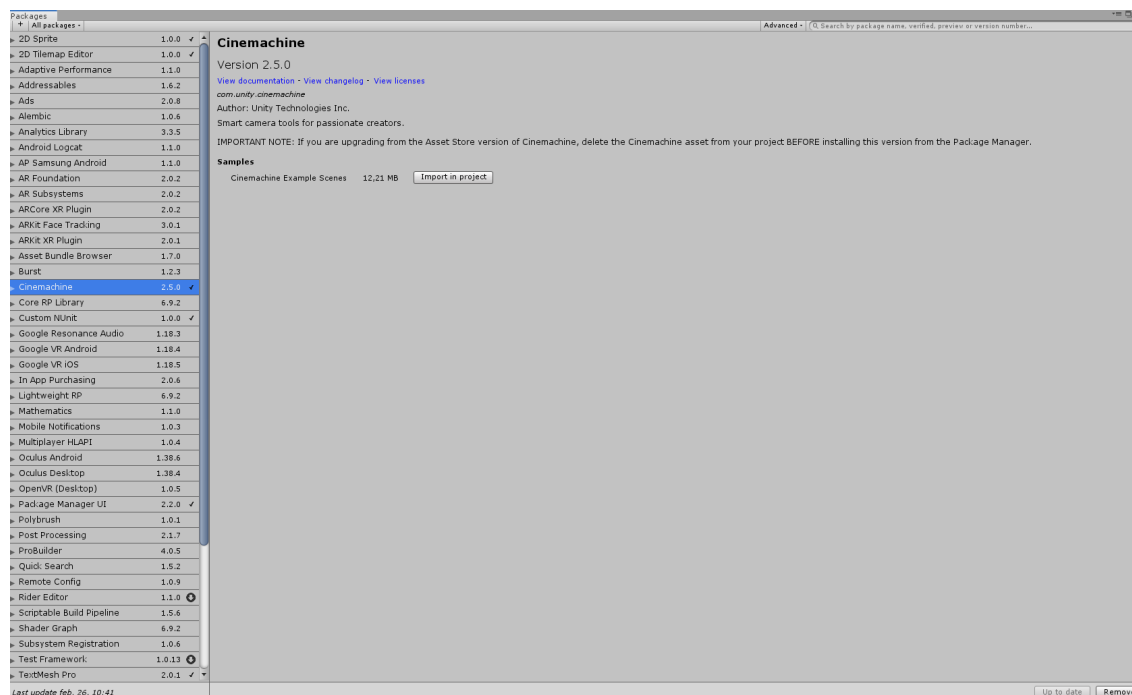 Packages
+ All packages Advanced Search by package name, verified, preview or version number...
2D Sprite 1.0.0 ✓
2D Tilemap Editor 1.0.0 ✓
Adaptive Performance 1.1.0
Addressables 1.6.2
Ads 2.0.8
Alembic 1.0.6
Analytics Library 3.3.5
Android Logcat 1.1.0
AP Samsung Android 1.1.0
AR Foundation 2.0.2
AR Subsystems 2.0.2
ARCore XR Plugin 2.0.2
ARKit Face Tracking 3.0.1
ARKit XR Plugin 2.0.1
Asset Bundle Browser 1.7.0
Burst 1.2.3
Cinemachine 2.5.0 ✓
Core RP Library 6.9.2
Custom NUnit 1.0.0 ✓
Google Resonance Audio 1.18.3
Google VR Android 1.18.4
Google VR iOS 1.18.5
In App Purchasing 2.0.6
Lightweight RP 6.9.2
Mathematics 1.1.0
Mobile Notifications 1.0.3
Multiplayer HLAPI 1.0.4
Oculus Android 1.38.6
Oculus Desktop 1.38.4
OpenVR (Desktop) 1.0.5
Package Manager UI 2.2.0 ✓
Polybrush 1.0.1
Post Processing 2.1.7
ProBuilder 4.0.5
Quick Search 1.5.2
Remote Config 1.0.9
Rider Editor 1.1.0
Scriptable Build Pipeline 1.5.6
Shader Graph 6.9.2
Subsystem Registration 1.0.6
Test Framework 1.0.13
TextMesh Pro 2.0.1 ✓
Last update feb. 26, 10:41
Cinemachine
Version 2.5.0
View documentation - View changelog - View licenses
com.unity.cinemachine
Author: Unity Technologies Inc.
Smart camera tools for passionate creators.
IMPORTANT NOTE: If you are upgrading from the Asset Store version of Cinemachine, delete the Cinemachine asset from your project BEFORE installing this version from the Package Manager.
Samples
Cinemachine Example Scenes 12,21 MB Import in project
Up to date Remov